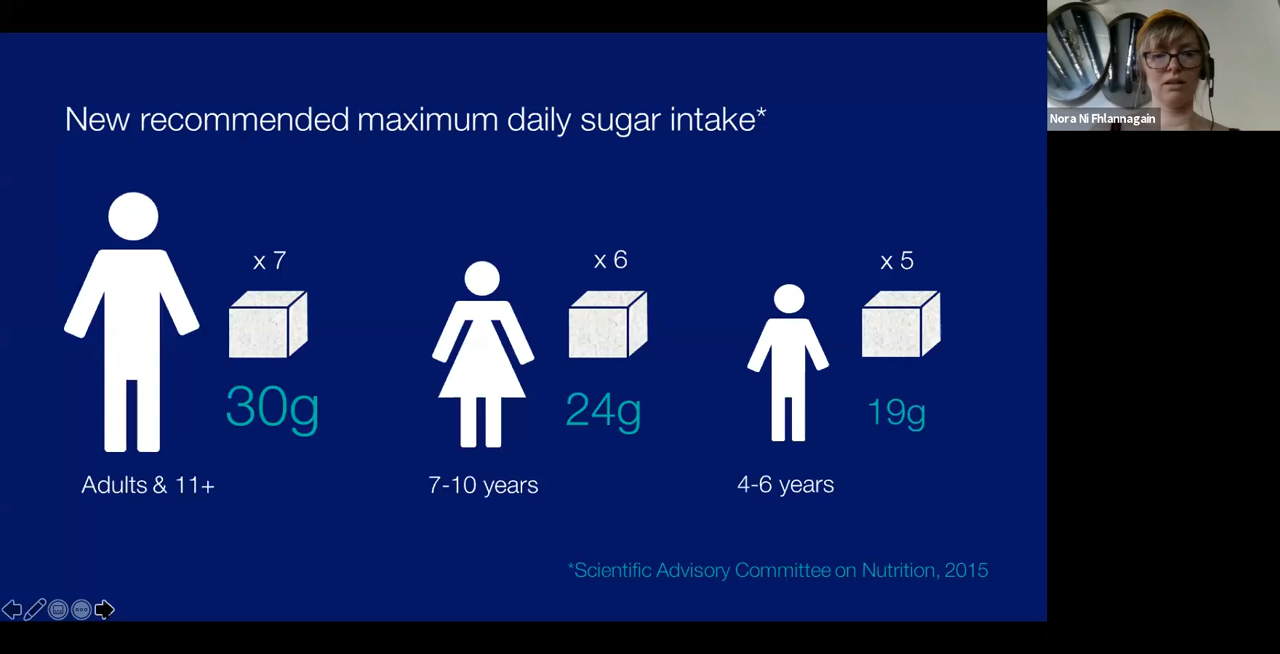 New recommended maximum daily sugar intake*
x 7
x 6
x 5
30g
24g
19g
Adults & 11+
7-10 years
4-6 years
*Scientific Advisory Committee on Nutrition, 2015
Nora Ni Fhlannagain